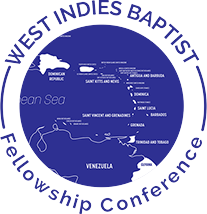 WEST INDIES BAPTIST
DOMINICAN
REPUBLIC
SAINT KITTS AND NEVIS
ANTIGUA AND BARBUDA
ean Sea
DOMINICA
SAINT LUCIA
SAINT VINCENT AND GRENADINES
BARBADOS
GRENADA
TRINIDAD AND TOBAGO
VENEZUELA
GUYANA
Fellowship Conference